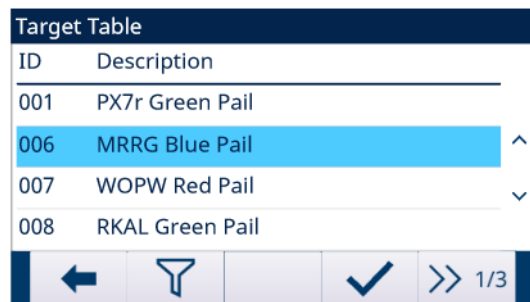 Target Table
ID Description
001 PX7r Green Pail
006 MRRG Blue Pail
007 WOPW Red Pail
008 RKAL Green Pail
1/3